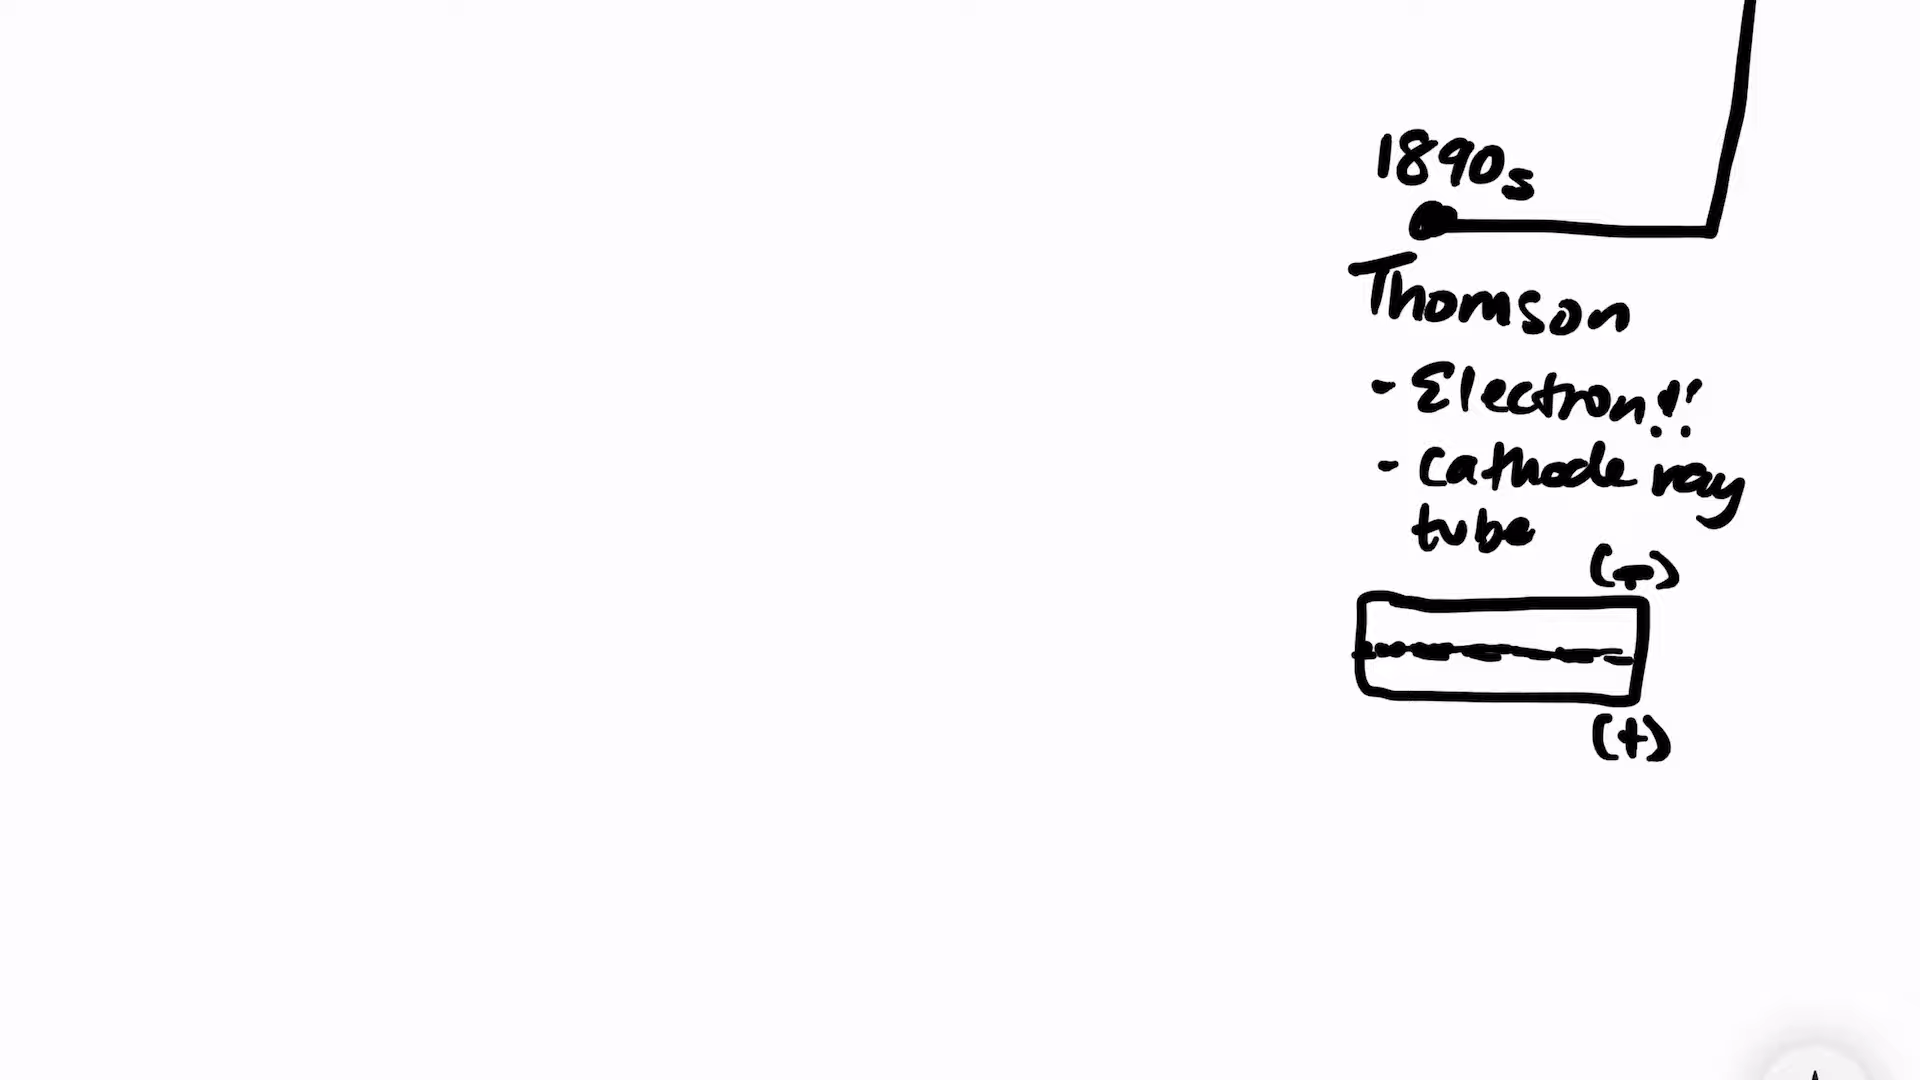 1890s
Thomson
- Electron!!
- cathode ray
tube
(-)
(+)